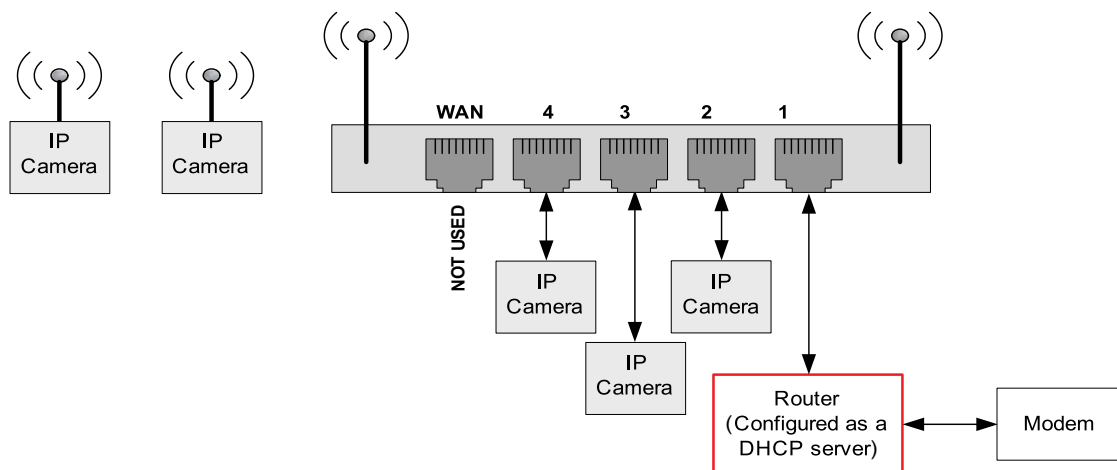 IP
Camera
IP
Camera
WAN
4
3
2
1
NOT USED
IP
Camera
IP
Camera
IP
Camera
Router
(Configured as a
DHCP server)
Modem